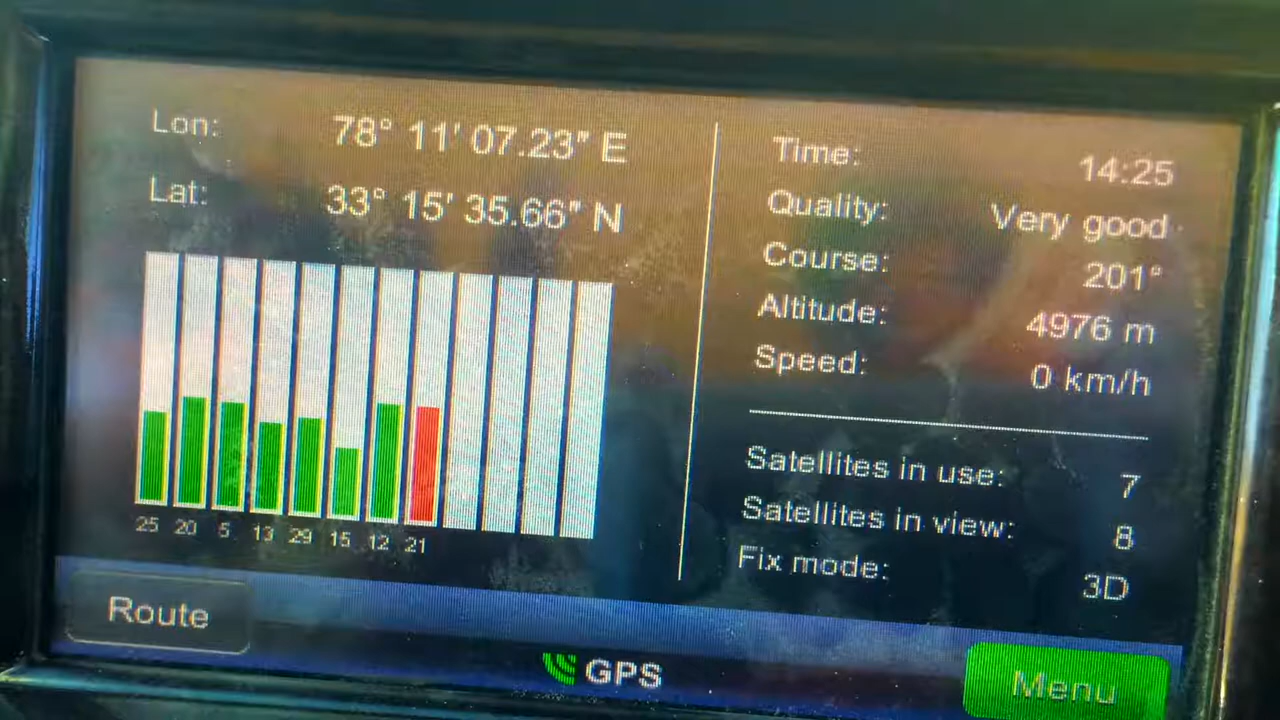 Lon: 78° 11' 07.23" E
Lat: 33° 15' 35.66" N
25 20 5 13 29 15 12 21
Time: 14:25
Quality: Very good
Course: 201°
Altitude: 4976 m
Speed: 0 km/h
Satellites in use: 7
Satellites in view: 8
Fix mode: 3D
Route
GPS
Menu